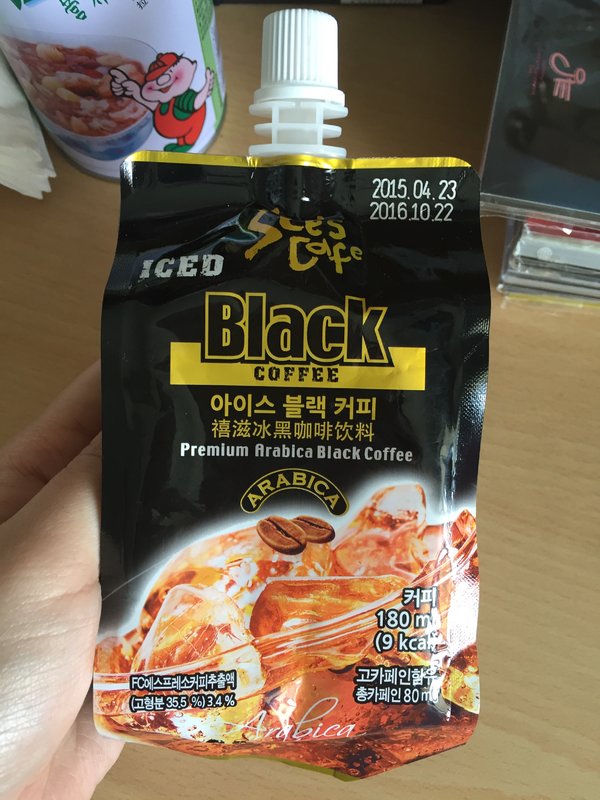 2015.04.23
2016.10.22
S'ce's
Cafe
ICED
Black
COFFEE
아이스 블랙 커피
禧滋冰黑咖啡饮料
Premium Arabica Black Coffee
ARABICA
커피
180 ml
(9 kcal)
FC에스프레소커피추출액
(고형분 35.5 %) 3.4 %
고카페인함유
총카페인 80 mg
Arabica